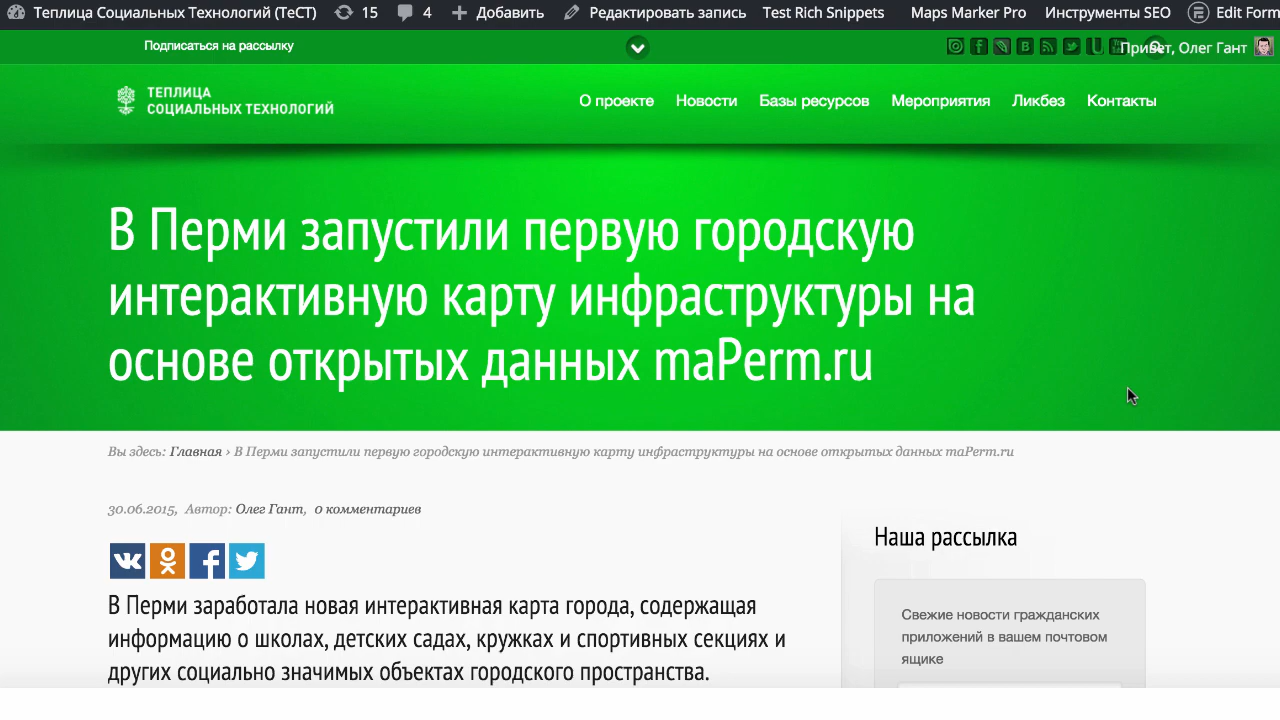 Теплица Социальных Технологий (ТеСТ) 15 4 Добавить Редактировать запись Test Rich Snippets Maps Marker Pro Инструменты SEO Edit Form
Подписаться на рассылку Привет, Олег Гант
ТЕПЛИЦА
СОЦИАЛЬНЫХ ТЕХНОЛОГИЙ
О проекте Новости Базы ресурсов Мероприятия Ликбез Контакты
В Перми запустили первую городскую
интерактивную карту инфраструктуры на
основе открытых данных maPerm.ru
Вы здесь: Главная › В Перми запустили первую городскую интерактивную карту инфраструктуры на основе открытых данных maPerm.ru
30.06.2015, Автор: Олег Гант, 0 комментариев
Наша рассылка
В Перми заработала новая интерактивная карта города, содержащая
информацию о школах, детских садах, кружках и спортивных секциях и
других социально значимых объектах городского пространства.
Свежие новости гражданских
приложений в вашем почтовом
ящике